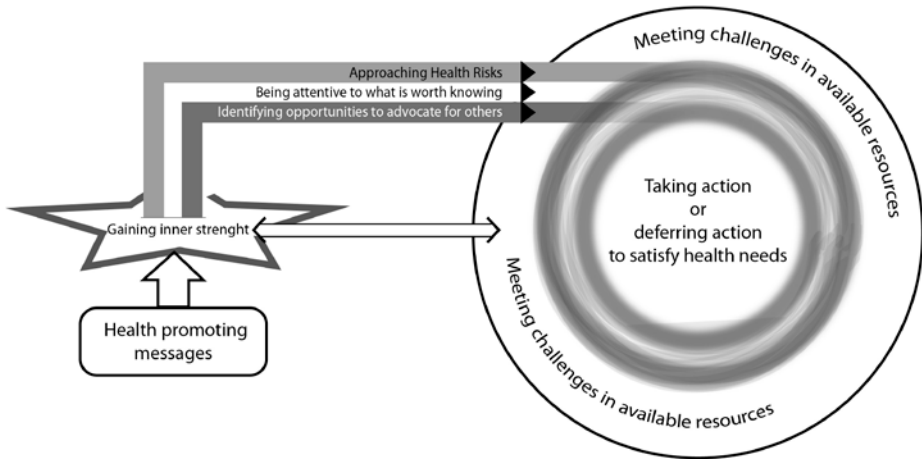 Meeting challenges in available resources
Approaching Health Risks
Being attentive to what is worth knowing
Identifying opportunities to advocate for others
Gaining inner strenght
Taking action
or
deferring action
to satisfy health needs
Health promoting
messages
Meeting challenges in available resources